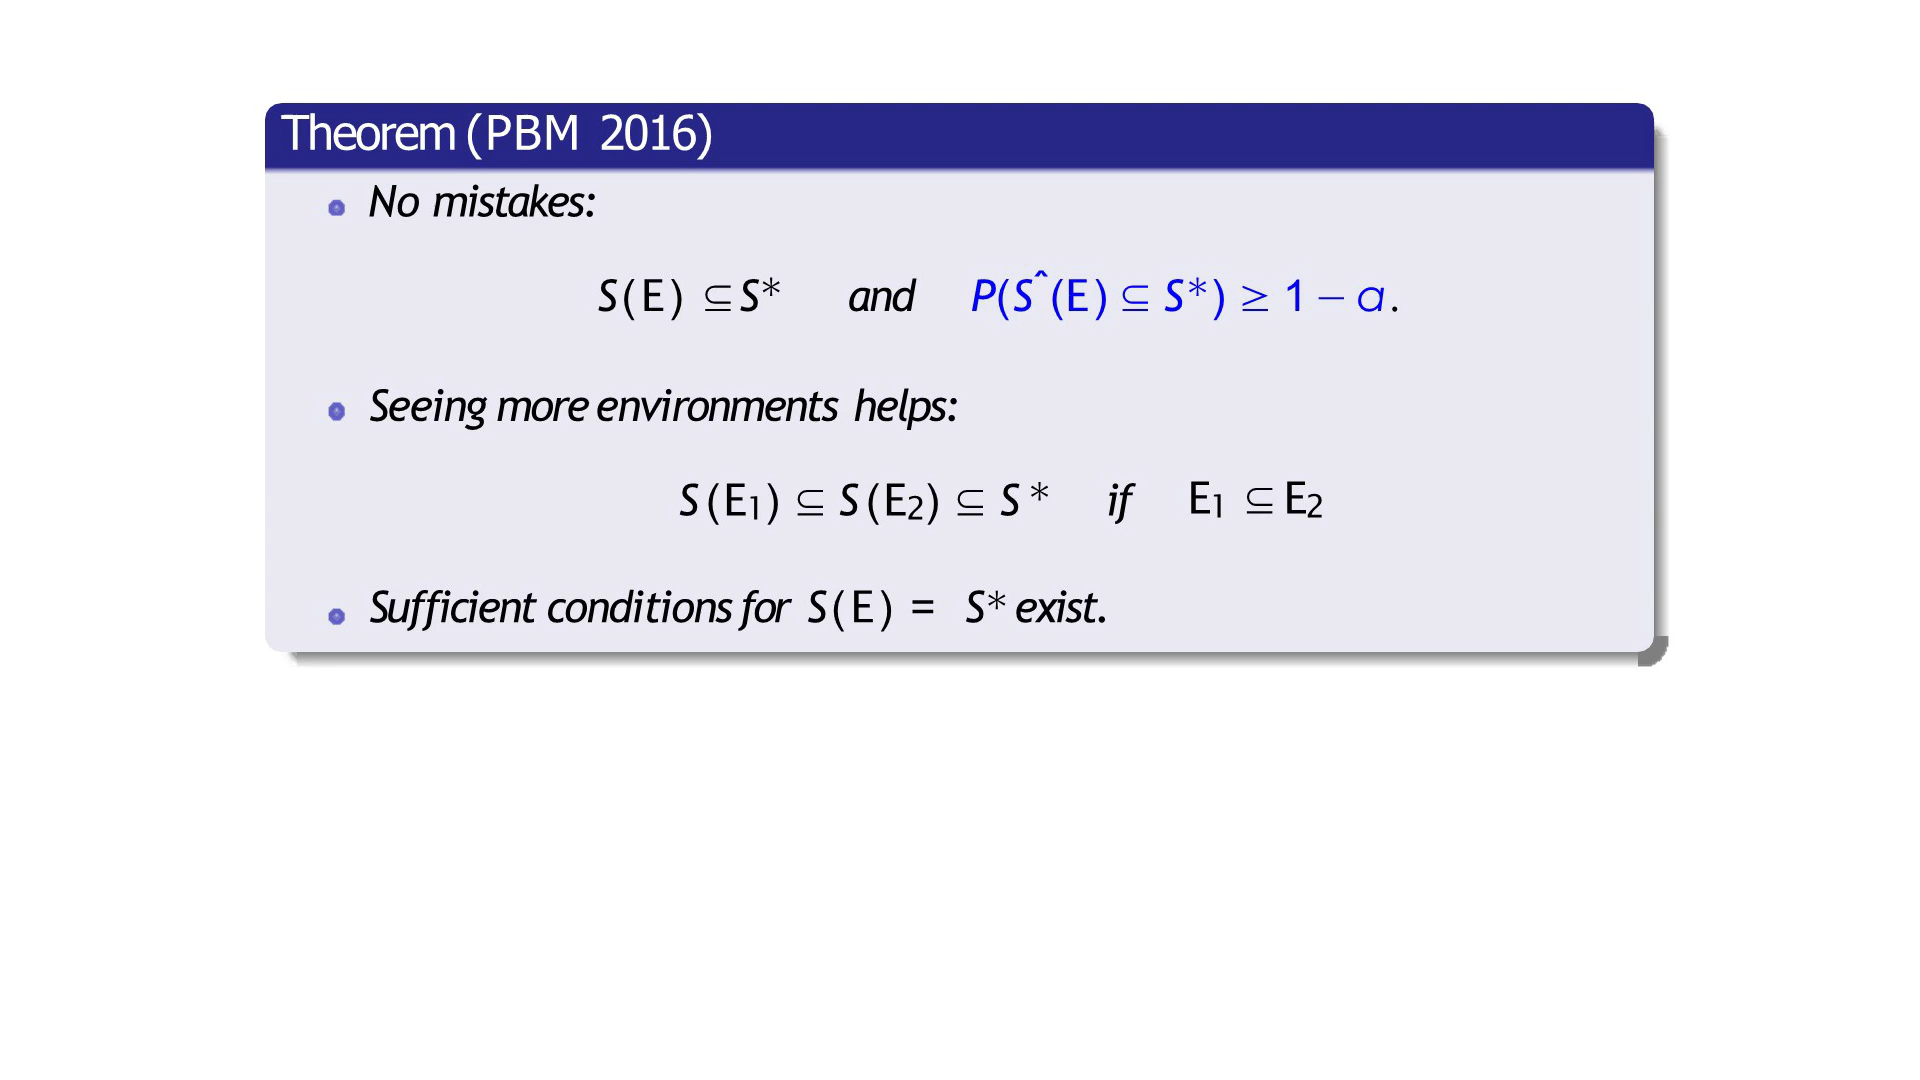 Theorem (PBM 2016)
No mistakes:
S(E) ⊆ S* and P(Ŝ(E) ⊆ S*) ≥ 1 − α.
Seeing more environments helps:
S(E1) ⊆ S(E2) ⊆ S* if E1 ⊆ E2
Sufficient conditions for S(E) = S* exist.